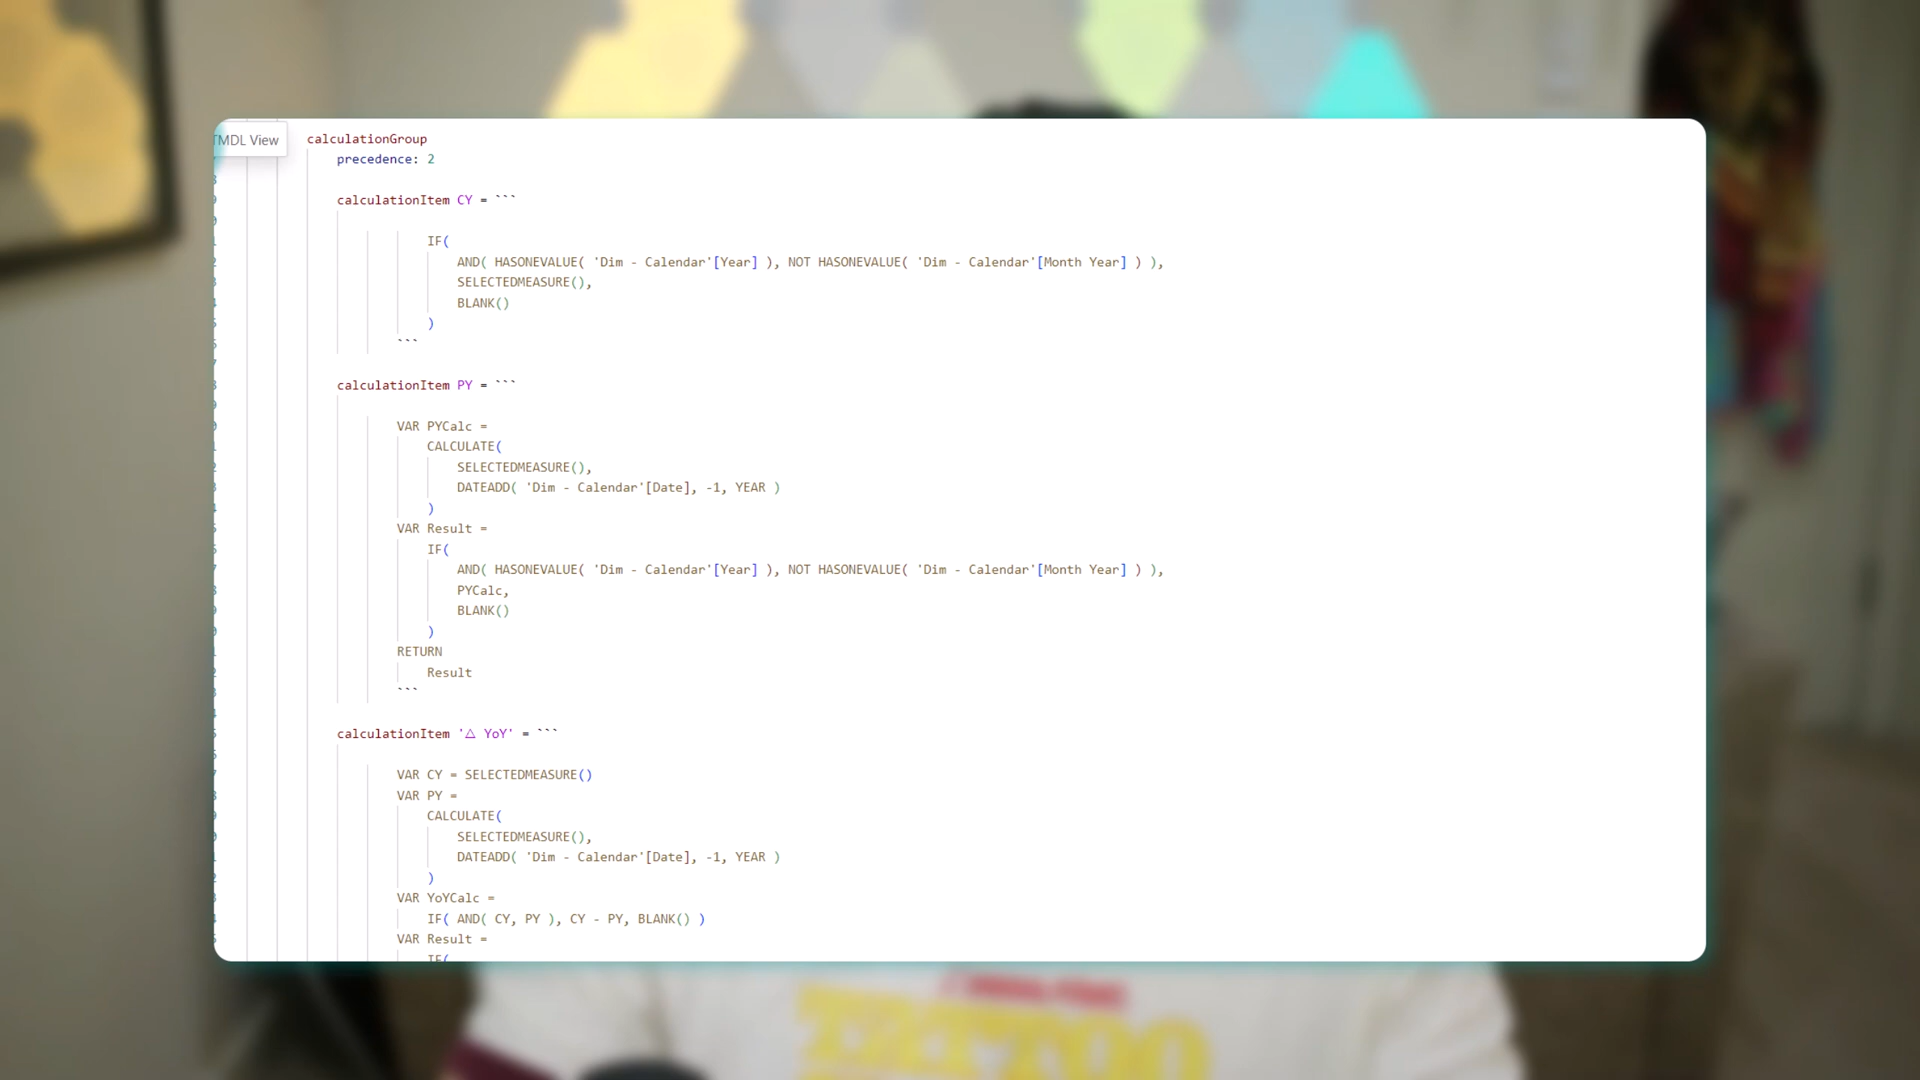 TMDL View
calculationGroup
precedence: 2
calculationItem CY = ```
IF(
AND( HASONEVALUE( 'Dim - Calendar'[Year] ), NOT HASONEVALUE( 'Dim - Calendar'[Month Year] ) ),
SELECTEDMEASURE(),
BLANK()
)
```
calculationItem PY = ```
VAR PYCalc =
CALCULATE(
SELECTEDMEASURE(),
DATEADD( 'Dim - Calendar'[Date], -1, YEAR )
)
VAR Result =
IF(
AND( HASONEVALUE( 'Dim - Calendar'[Year] ), NOT HASONEVALUE( 'Dim - Calendar'[Month Year] ) ),
PYCalc,
BLANK()
)
RETURN
Result
```
calculationItem '△ YoY' = ```
VAR CY = SELECTEDMEASURE()
VAR PY =
CALCULATE(
SELECTEDMEASURE(),
DATEADD( 'Dim - Calendar'[Date], -1, YEAR )
)
VAR YoYCalc =
IF( AND( CY, PY ), CY - PY, BLANK() )
VAR Result =
IF(
TATTOO